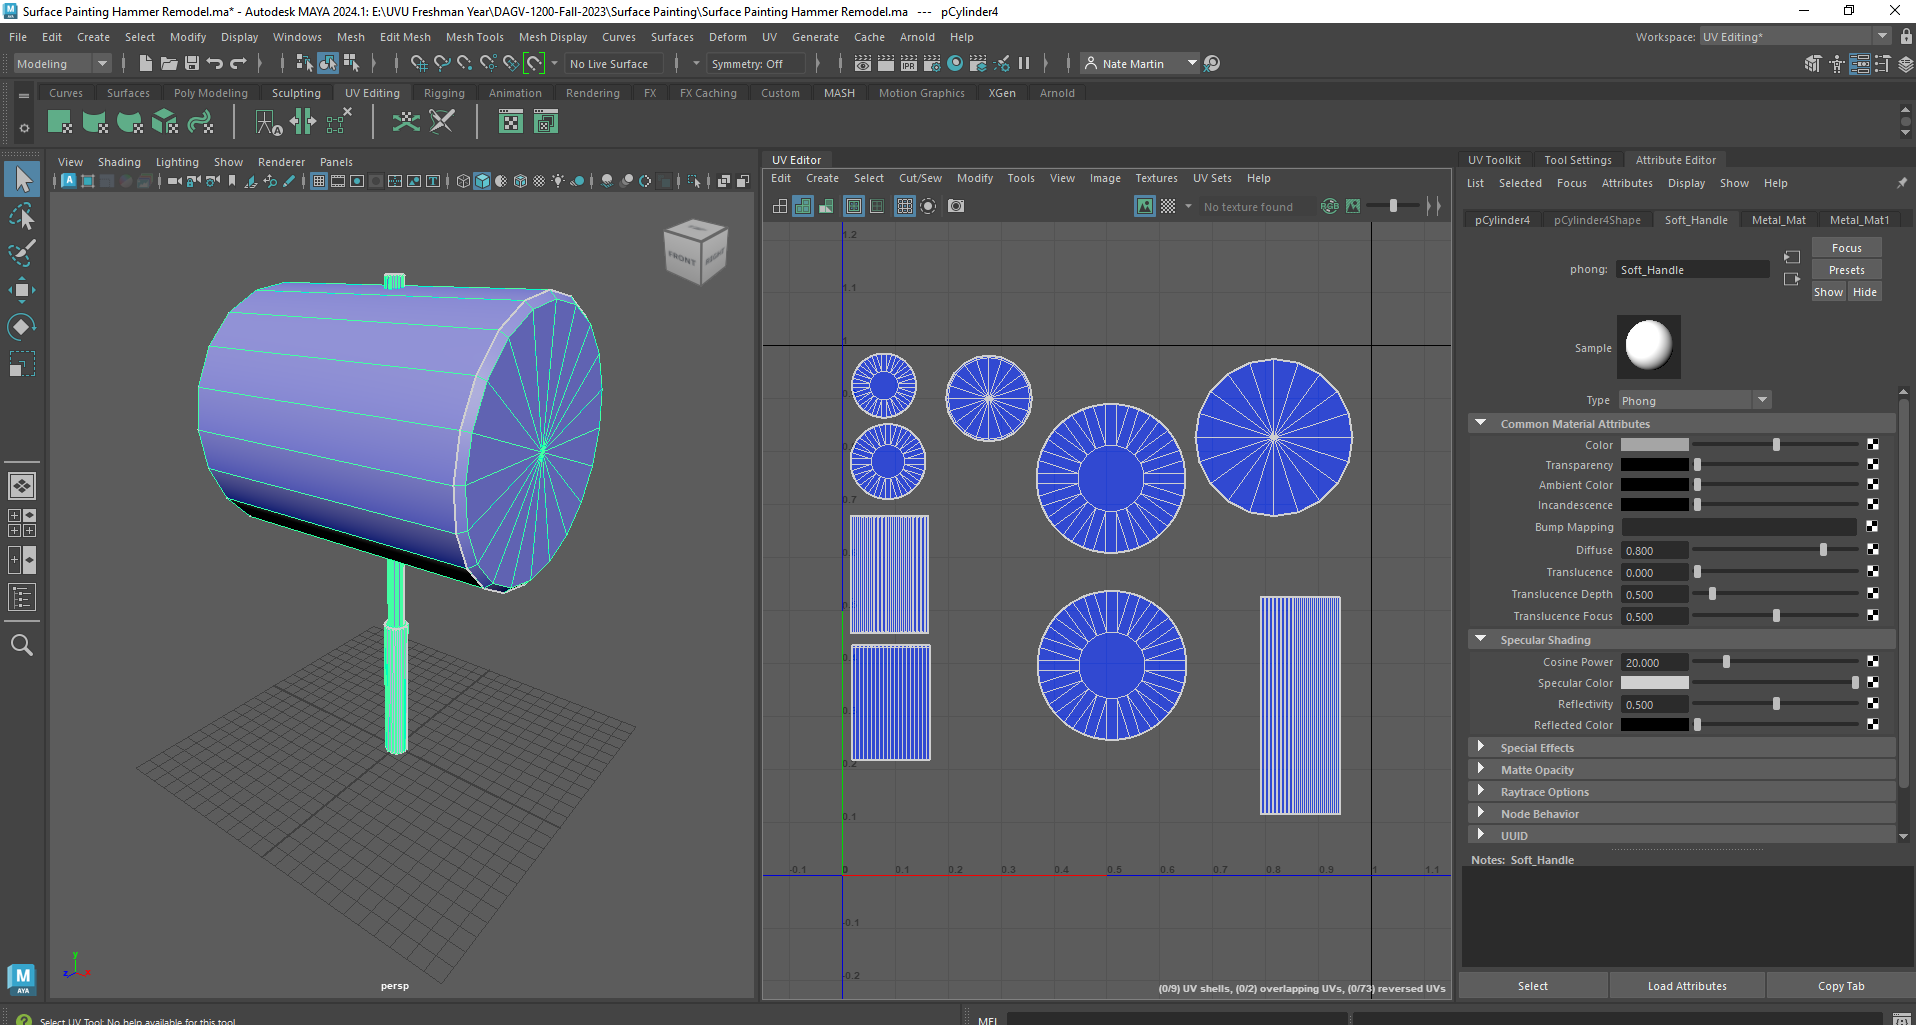 Surface Painting Hammer Remodel.ma* - Autodesk MAYA 2024.1: E:\UVU Freshman Year\DAGV-1200-Fall-2023\Surface Painting\Surface Painting Hammer Remodel.ma --- pCylinder4
File Edit Create Select Modify Display Windows Mesh Edit Mesh Mesh Tools Mesh Display Curves Surfaces Deform UV Generate Cache Arnold Help
Workspace: UV Editing*
Modeling No Live Surface Symmetry: Off Nate Martin
Curves Surfaces Poly Modeling Sculpting UV Editing Rigging Animation Rendering FX FX Caching Custom MASH Motion Graphics XGen Arnold
View Shading Lighting Show Renderer Panels
FRONT RIGHT
persp
UV Editor
Edit Create Select Cut/Sew Modify Tools View Image Textures UV Sets Help
No texture found
1.2
1.1
1
0.7
0.2
0.1
-0.1 0 0.1 0.2 0.3 0.4 0.5 0.6 0.7 0.8 0.9 1 1.1
-0.1
-0.2
(0/9) UV shells, (0/2) overlapping UVs, (0/73) reversed UVs
UV Toolkit Tool Settings Attribute Editor
List Selected Focus Attributes Display Show Help
pCylinder4 pCylinder4Shape Soft_Handle Metal_Mat Metal_Mat1
phong: Soft_Handle
Focus
Presets
Show Hide
Sample
Type Phong
Common Material Attributes
Color
Transparency
Ambient Color
Incandescence
Bump Mapping
Diffuse 0.800
Translucence 0.000
Translucence Depth 0.500
Translucence Focus 0.500
Specular Shading
Cosine Power 20.000
Specular Color
Reflectivity 0.500
Reflected Color
Special Effects
Matte Opacity
Raytrace Options
Node Behavior
UUID
Notes: Soft_Handle
Select Load Attributes Copy Tab
Select UV Tool: No help available for this tool
MEL